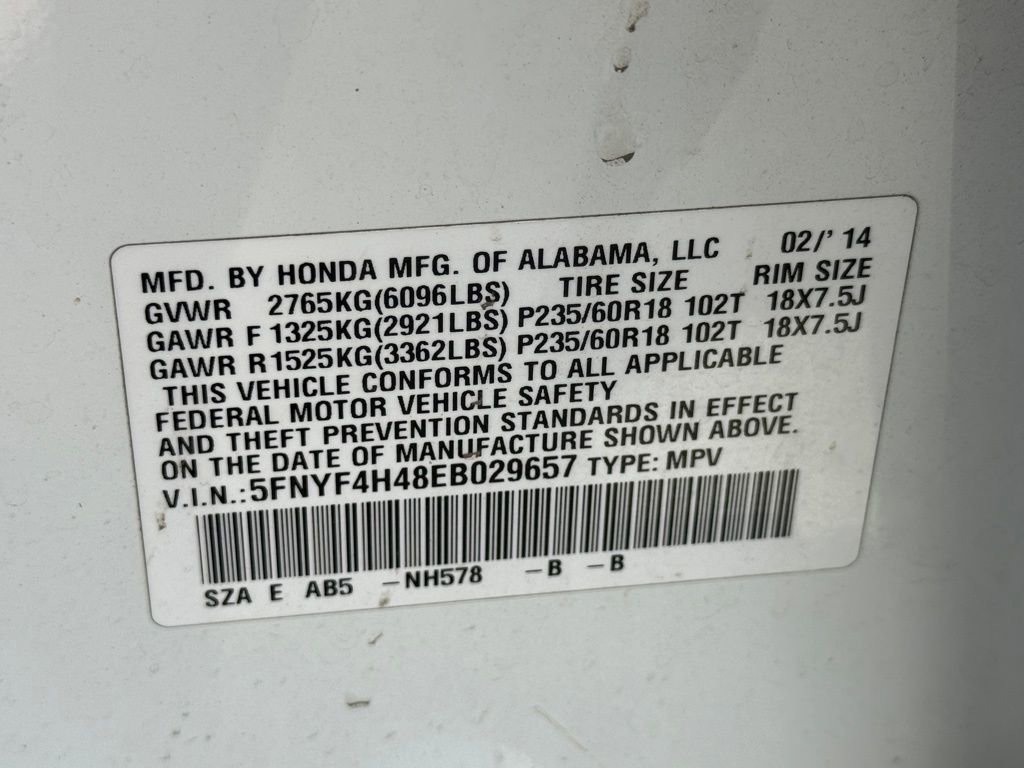 MFD. BY HONDA MFG. OF ALABAMA, LLC 02/' 14
GVWR 2765KG(6096LBS) TIRE SIZE RIM SIZE
GAWR F 1325KG(2921LBS) P235/60R18 102T 18X7.5J
GAWR R1525KG(3362LBS) P235/60R18 102T 18X7.5J
THIS VEHICLE CONFORMS TO ALL APPLICABLE
FEDERAL MOTOR VEHICLE SAFETY
AND THEFT PREVENTION STANDARDS IN EFFECT
ON THE DATE OF MANUFACTURE SHOWN ABOVE.
V.I.N.:5FNYF4H48EB029657 TYPE: MPV
SZA E AB5 –NH578 –B –B